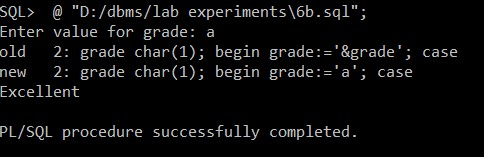 SQL>  @ "D:/dbms/lab experiments\6b.sql";
Enter value for grade: a
old   2: grade char(1); begin grade:='&grade'; case
new   2: grade char(1); begin grade:='a'; case
Excellent
PL/SQL procedure successfully completed.